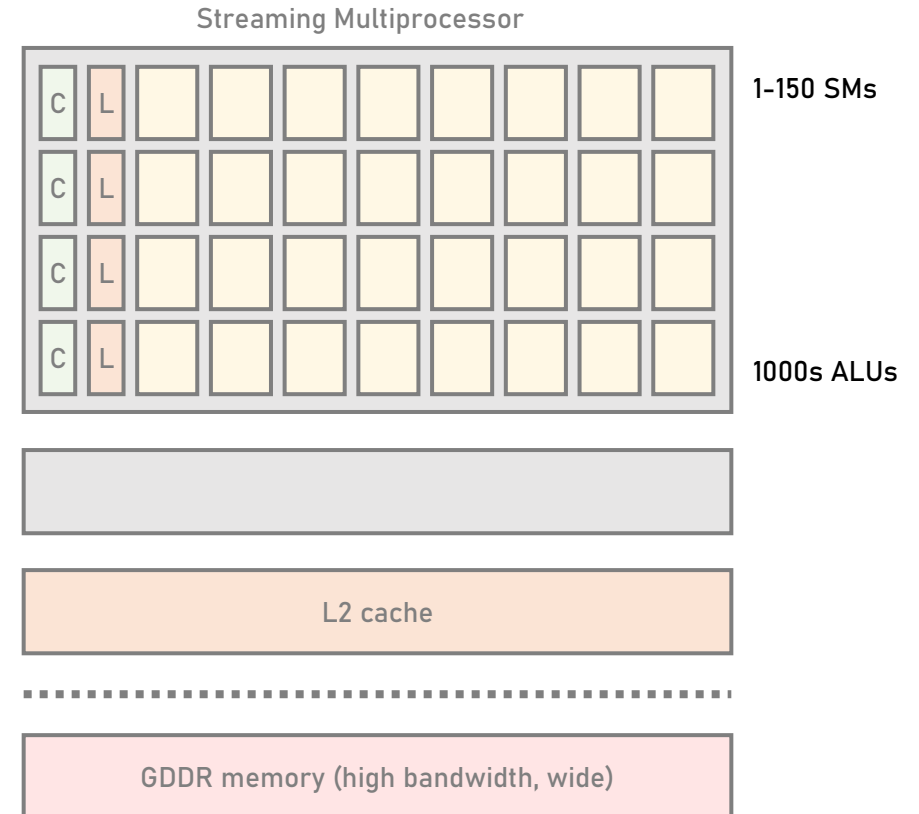 Streaming Multiprocessor
1-150 SMs
C L
C L
C L
C L
1000s ALUs
L2 cache
GDDR memory (high bandwidth, wide)